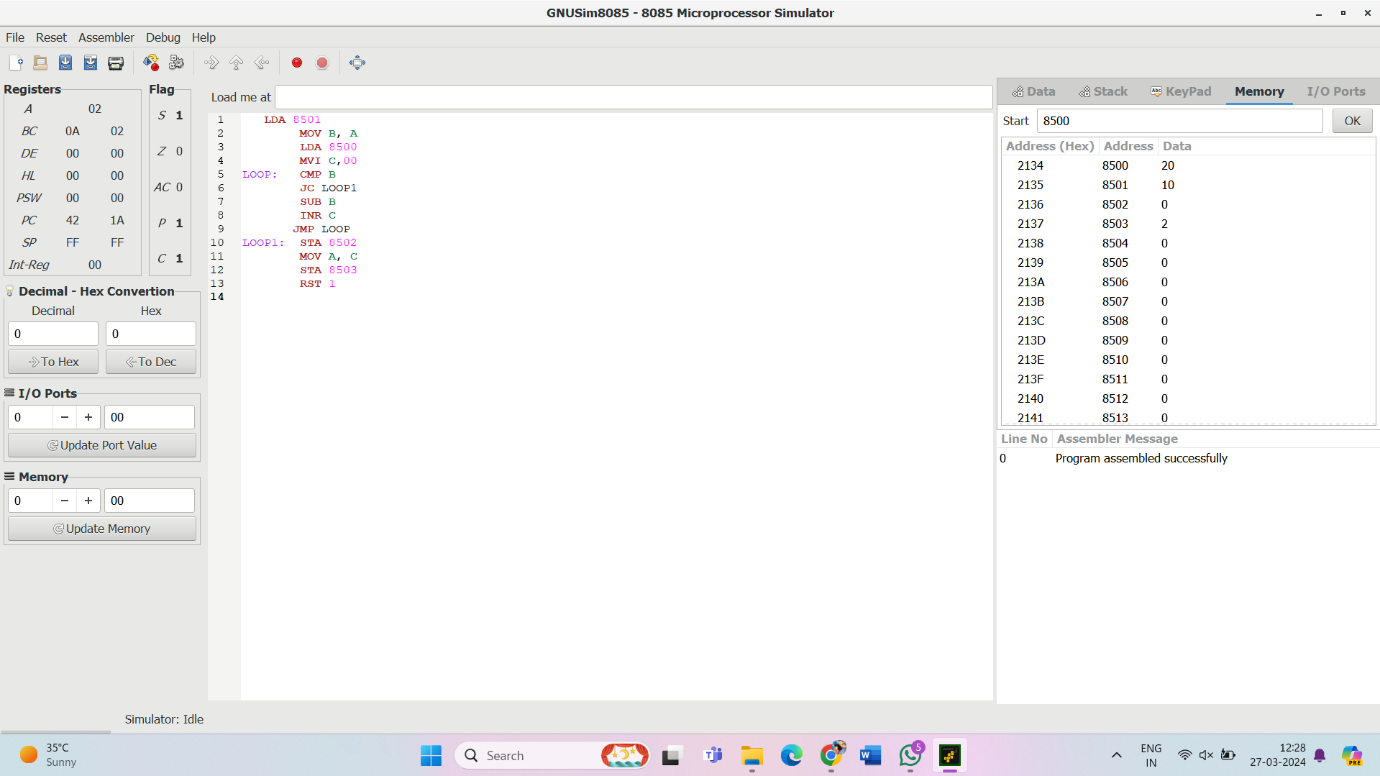 GNUSim8085 - 8085 Microprocessor Simulator
File Reset Assembler Debug Help
Registers
A 02
BC 0A 02
DE 00 00
HL 00 00
PSW 00 00
PC 42 1A
SP FF FF
Int-Reg 00
Flag
S 1
Z 0
AC 0
P 1
C 1
Decimal - Hex Convertion
Decimal Hex
0 0
To Hex To Dec
I/O Ports
0 − + 00
Update Port Value
Memory
0 − + 00
Update Memory
Load me at
1 LDA 8501
2 MOV B, A
3 LDA 8500
4 MVI C,00
5 LOOP: CMP B
6 JC LOOP1
7 SUB B
8 INR C
9 JMP LOOP
10 LOOP1: STA 8502
11 MOV A, C
12 STA 8503
13 RST 1
14
Data Stack KeyPad Memory I/O Ports
Start 8500 OK
Address (Hex) Address Data
2134 8500 20
2135 8501 10
2136 8502 0
2137 8503 2
2138 8504 0
2139 8505 0
213A 8506 0
213B 8507 0
213C 8508 0
213D 8509 0
213E 8510 0
213F 8511 0
2140 8512 0
2141 8513 0
Line No Assembler Message
0 Program assembled successfully
Simulator: Idle
35°C
Sunny
Search
5
ENG
IN
12:28
27-03-2024
PRE